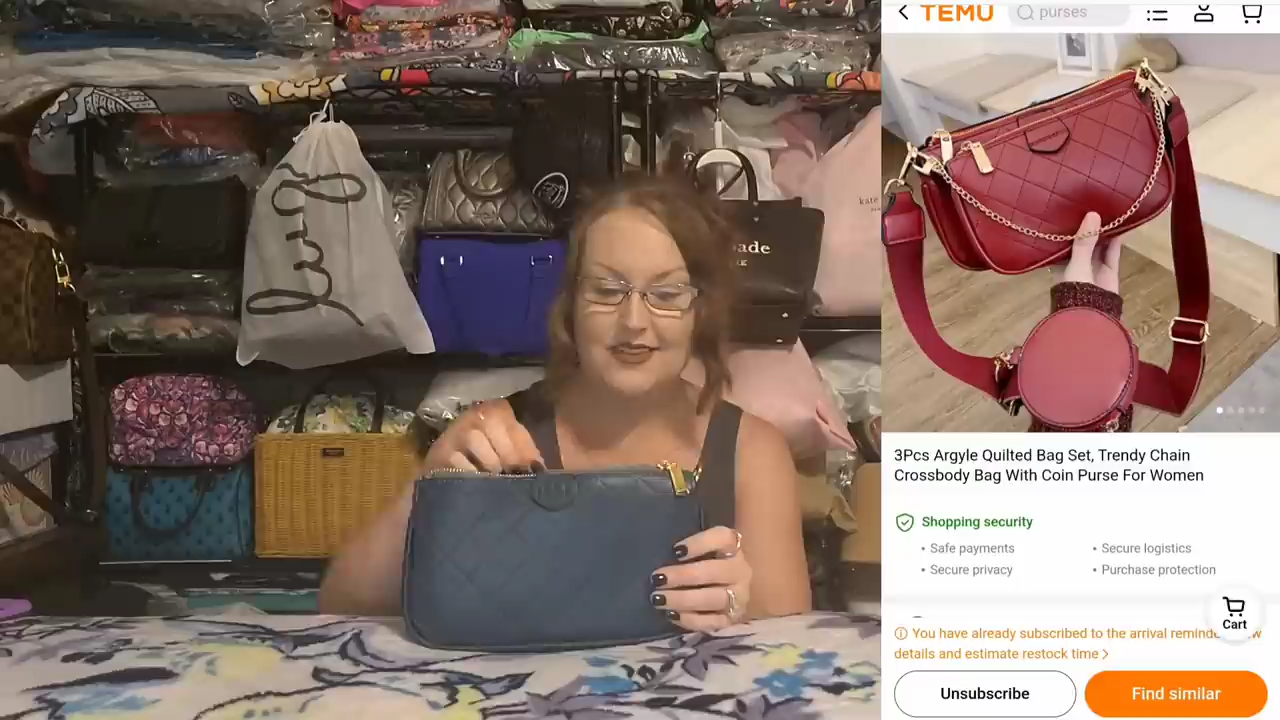 TEMU
purses
kate
ade
RK
3Pcs Argyle Quilted Bag Set, Trendy Chain
Crossbody Bag With Coin Purse For Women
Shopping security
• Safe payments
• Secure logistics
• Secure privacy
• Purchase protection
Cart
You have already subscribed to the arrival
details and estimate restock time >
Unsubscribe
Find similar